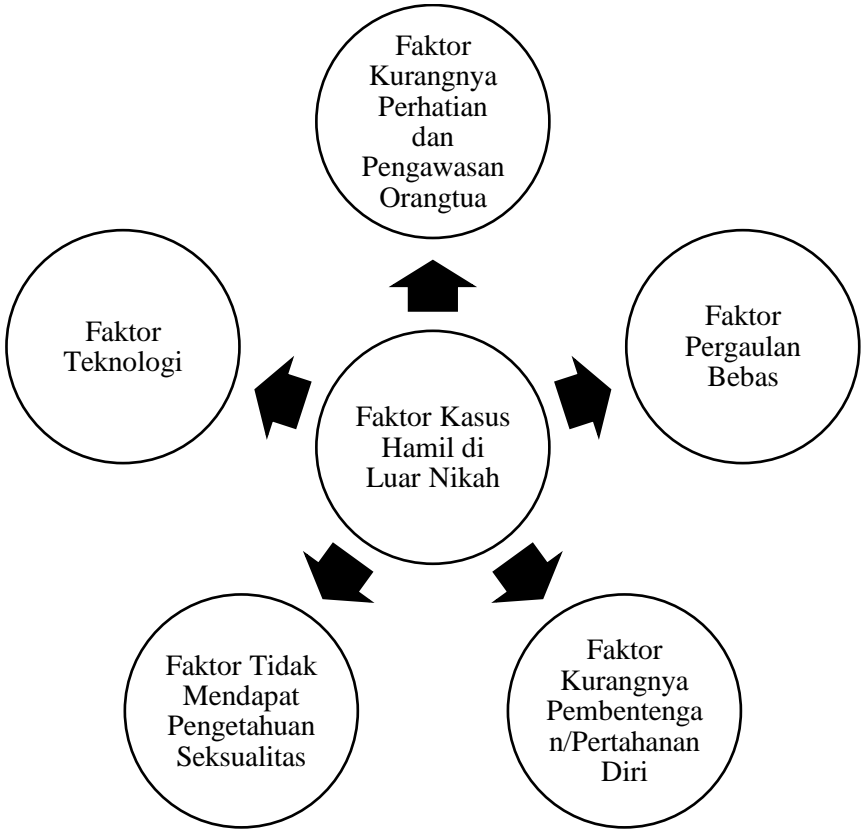 Faktor
Kurangnya
Perhatian
dan
Pengawasan
Orangtua
Faktor
Teknologi
Faktor
Pergaulan
Bebas
Faktor Kasus
Hamil di
Luar Nikah
Faktor Tidak
Mendapat
Pengetahuan
Seksualitas
Faktor
Kurangnya
Pembentenga
n/Pertahanan
Diri